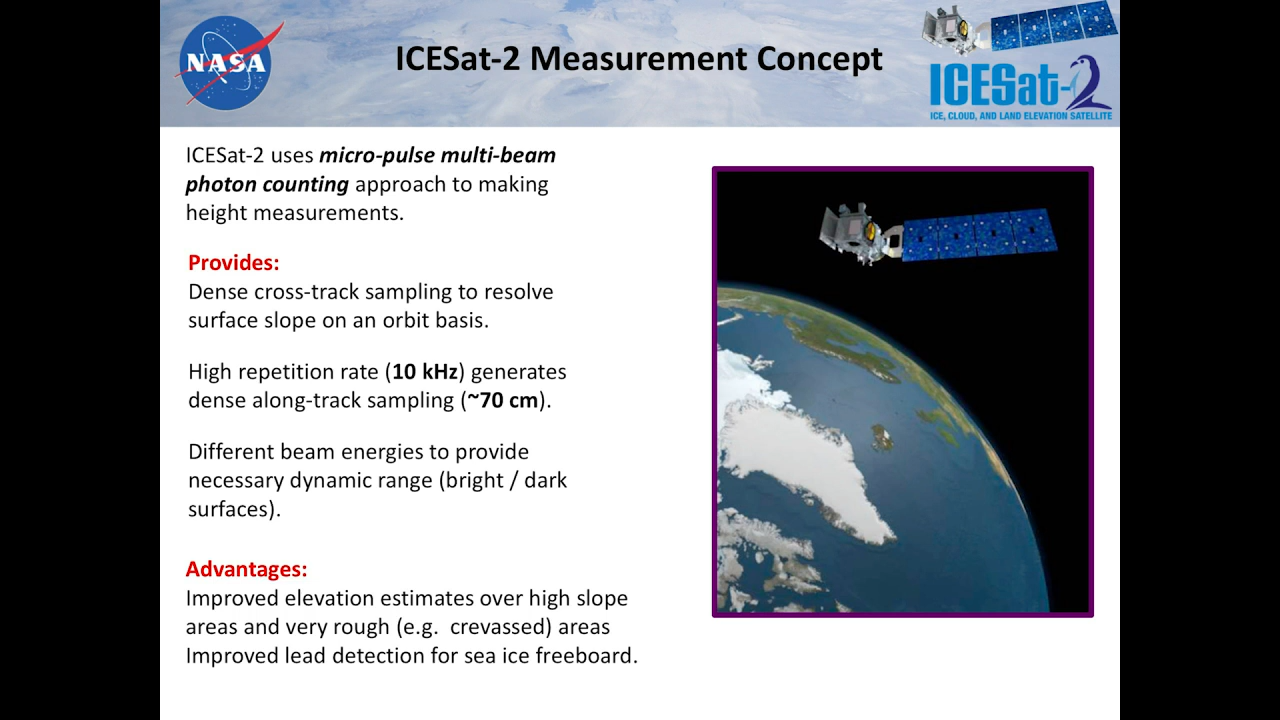 NASA
ICESat-2 Measurement Concept
ICESat-2
ICE, CLOUD, AND LAND ELEVATION SATELLITE
ICESat-2 uses micro-pulse multi-beam
photon counting approach to making
height measurements.
Provides:
Dense cross-track sampling to resolve
surface slope on an orbit basis.
High repetition rate (10 kHz) generates
dense along-track sampling (~70 cm).
Different beam energies to provide
necessary dynamic range (bright / dark
surfaces).
Advantages:
Improved elevation estimates over high slope
areas and very rough (e.g.  crevassed) areas
Improved lead detection for sea ice freeboard.